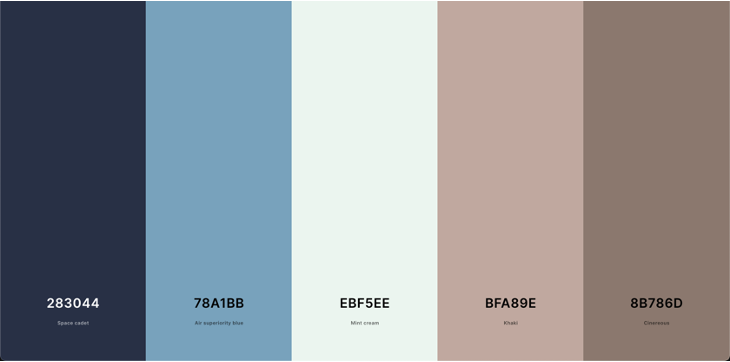 283044
Space cadet
78A1BB
Air superiority blue
EBF5EE
Mint cream
BFA89E
Khaki
8B786D
Cinereous